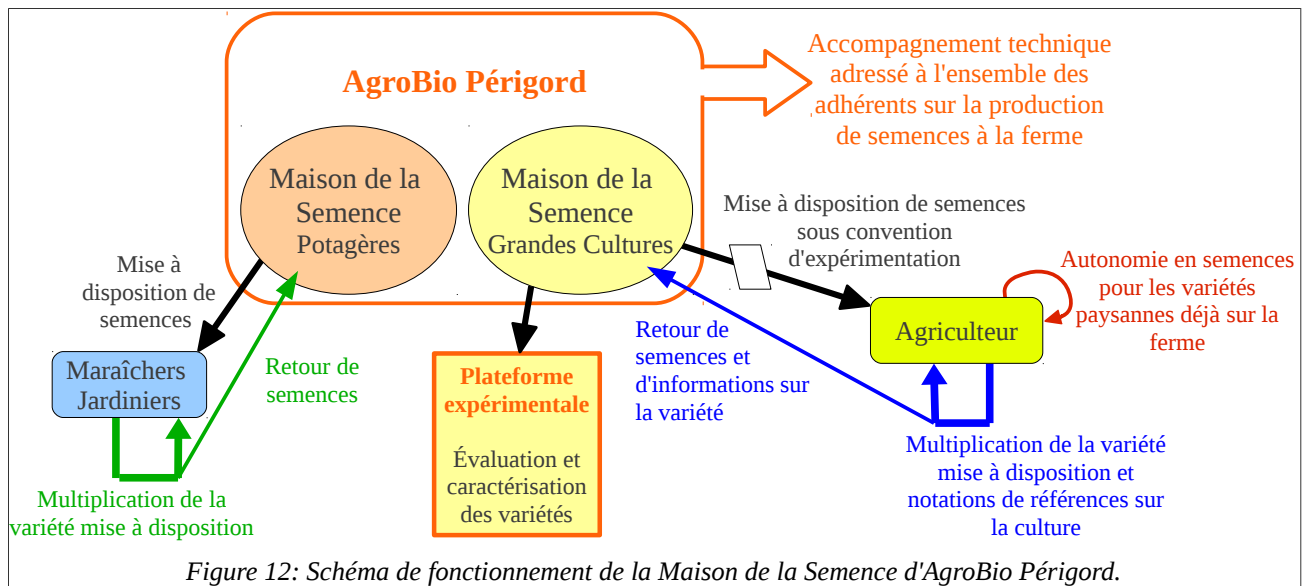 AgroBio Périgord
Accompagnement technique
adressé à l'ensemble des
adhérents sur la production
de semences à la ferme
Maison de la
Semence
Potagères
Maison de la
Semence
Grandes Cultures
Mise à disposition de semences
sous convention
d'expérimentation
Mise à
disposition de
semences
Autonomie en semences
pour les variétés
paysannes déjà sur la
ferme
Agriculteur
Maraîchers
Jardiniers
Retour de
semences
Plateforme
expérimentale
Évaluation et
caractérisation
des variétés
Retour de
semences et
d'informations sur
la variété
Multiplication de la
variété mise à disposition
Multiplication de la variété
mise à disposition et
notations de références sur
la culture
Figure 12: Schéma de fonctionnement de la Maison de la Semence d'AgroBio Périgord.